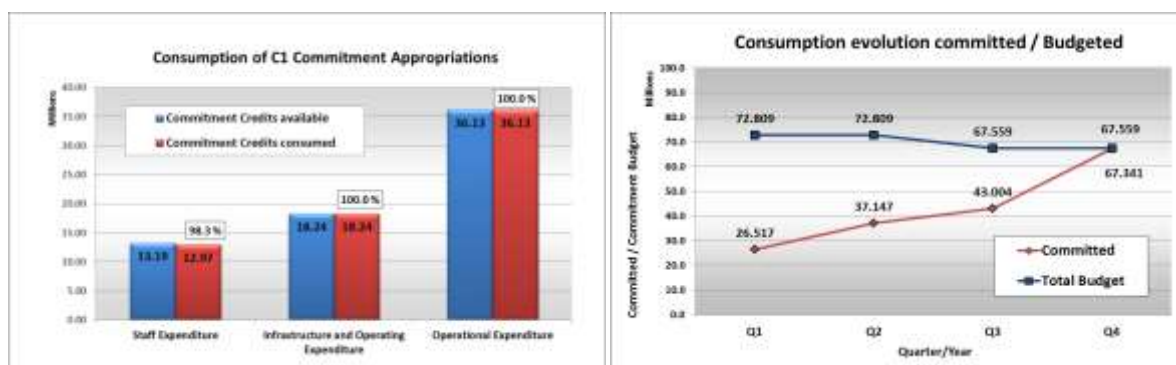 Consumption of C1 Commitment Appropriations
Millions
40.00
35.00
30.00
25.00
20.00
15.00
10.00
5.00
0.00
Commitment Credits available
Commitment Credits consumed
98.3 %
13.19
12.97
100.0 %
18.24
18.24
100.0 %
36.13
36.13
Staff Expenditure
Infrastructure and Operating
Expenditure
Operational Expenditure
Consumption evolution committed / Budgeted
Committed / Commitment Budget
Millions
100.0
90.0
80.0
70.0
60.0
50.0
40.0
30.0
20.0
10.0
0.0
72.809
72.809
67.559
67.559
67.341
26.517
37.147
43.004
Committed
Total Budget
Q1
Q2
Q3
Q4
Quarter/Year